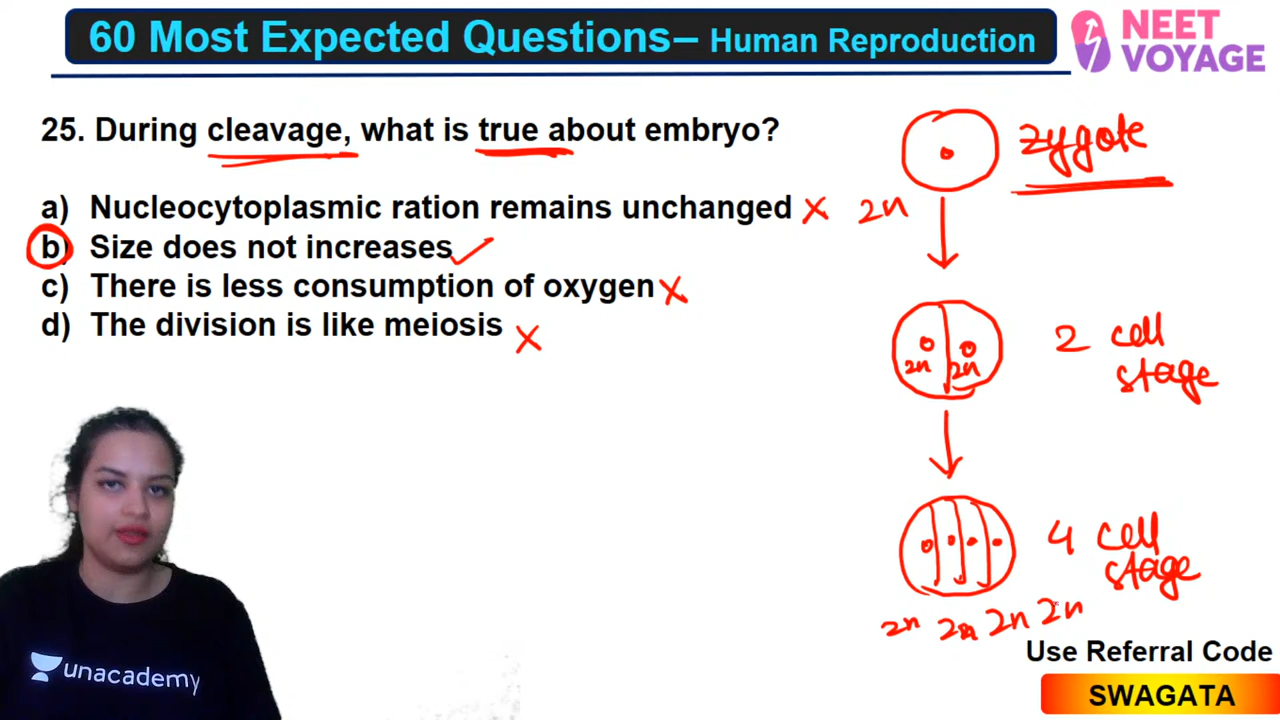 60 Most Expected Questions– Human Reproduction
NEET
VOYAGE
25. During cleavage, what is true about embryo?
a) Nucleocytoplasmic ration remains unchanged
b) Size does not increases
c) There is less consumption of oxygen
d) The division is like meiosis
zygote
2n
2n 2n
2 cell
stage
4 cell
stage
2n 2n 2n 2n
unacademy
Use Referral Code
SWAGATA